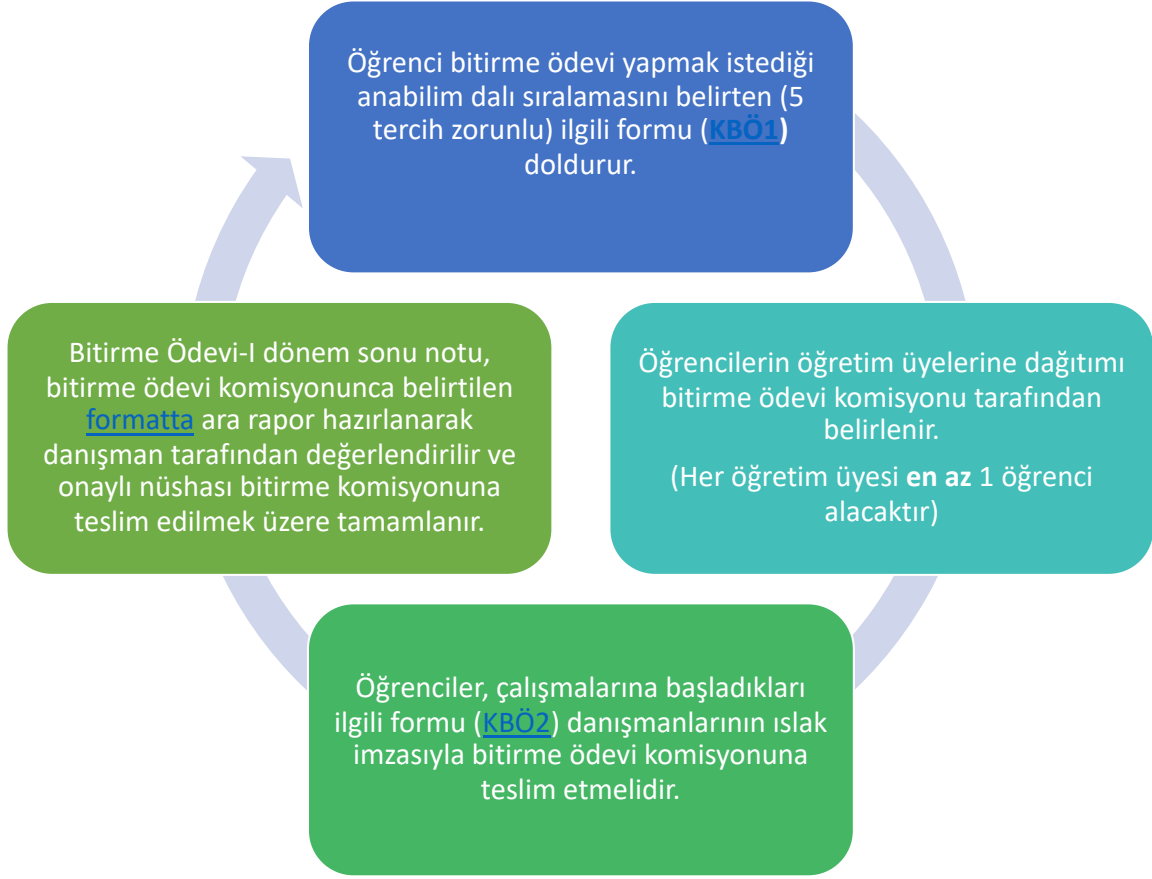 Öğrenci bitirme ödevi yapmak istediği
anabilim dalı sıralamasını belirten (5
tercih zorunlu) ilgili formu (KBÖ1)
doldurur.
Öğrencilerin öğretim üyelerine dağıtımı
bitirme ödevi komisyonu tarafından
belirlenir.
(Her öğretim üyesi en az 1 öğrenci
alacaktır)
Öğrenciler, çalışmalarına başladıkları
ilgili formu (KBÖ2) danışmanlarının ıslak
imzasıyla bitirme ödevi komisyonuna
teslim etmelidir.
Bitirme Ödevi-I dönem sonu notu,
bitirme ödevi komisyonunca belirtilen
formatta ara rapor hazırlanarak
danışman tarafından değerlendirilir ve
onaylı nüshası bitirme komisyonuna
teslim edilmek üzere tamamlanır.